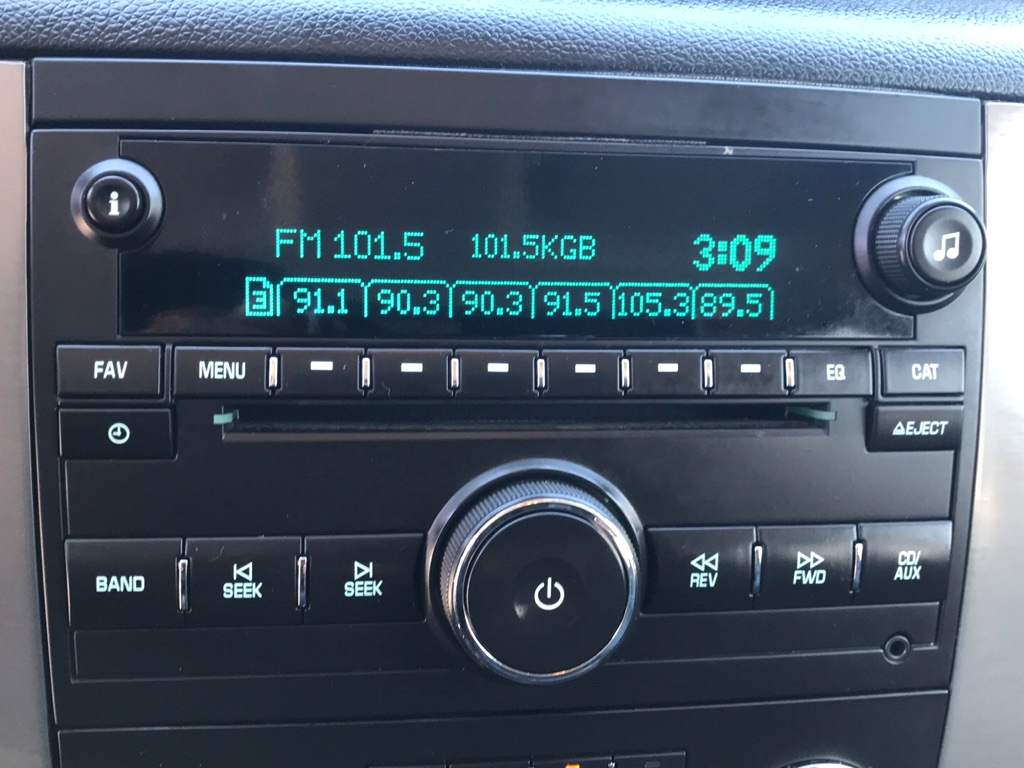 i
FM 101.5 101.5KGB 3:09
3 91.1 90.3 90.3 91.5 105.3 89.5
FAV MENU EQ CAT
EJECT
BAND SEEK SEEK REV FWD CD/
AUX